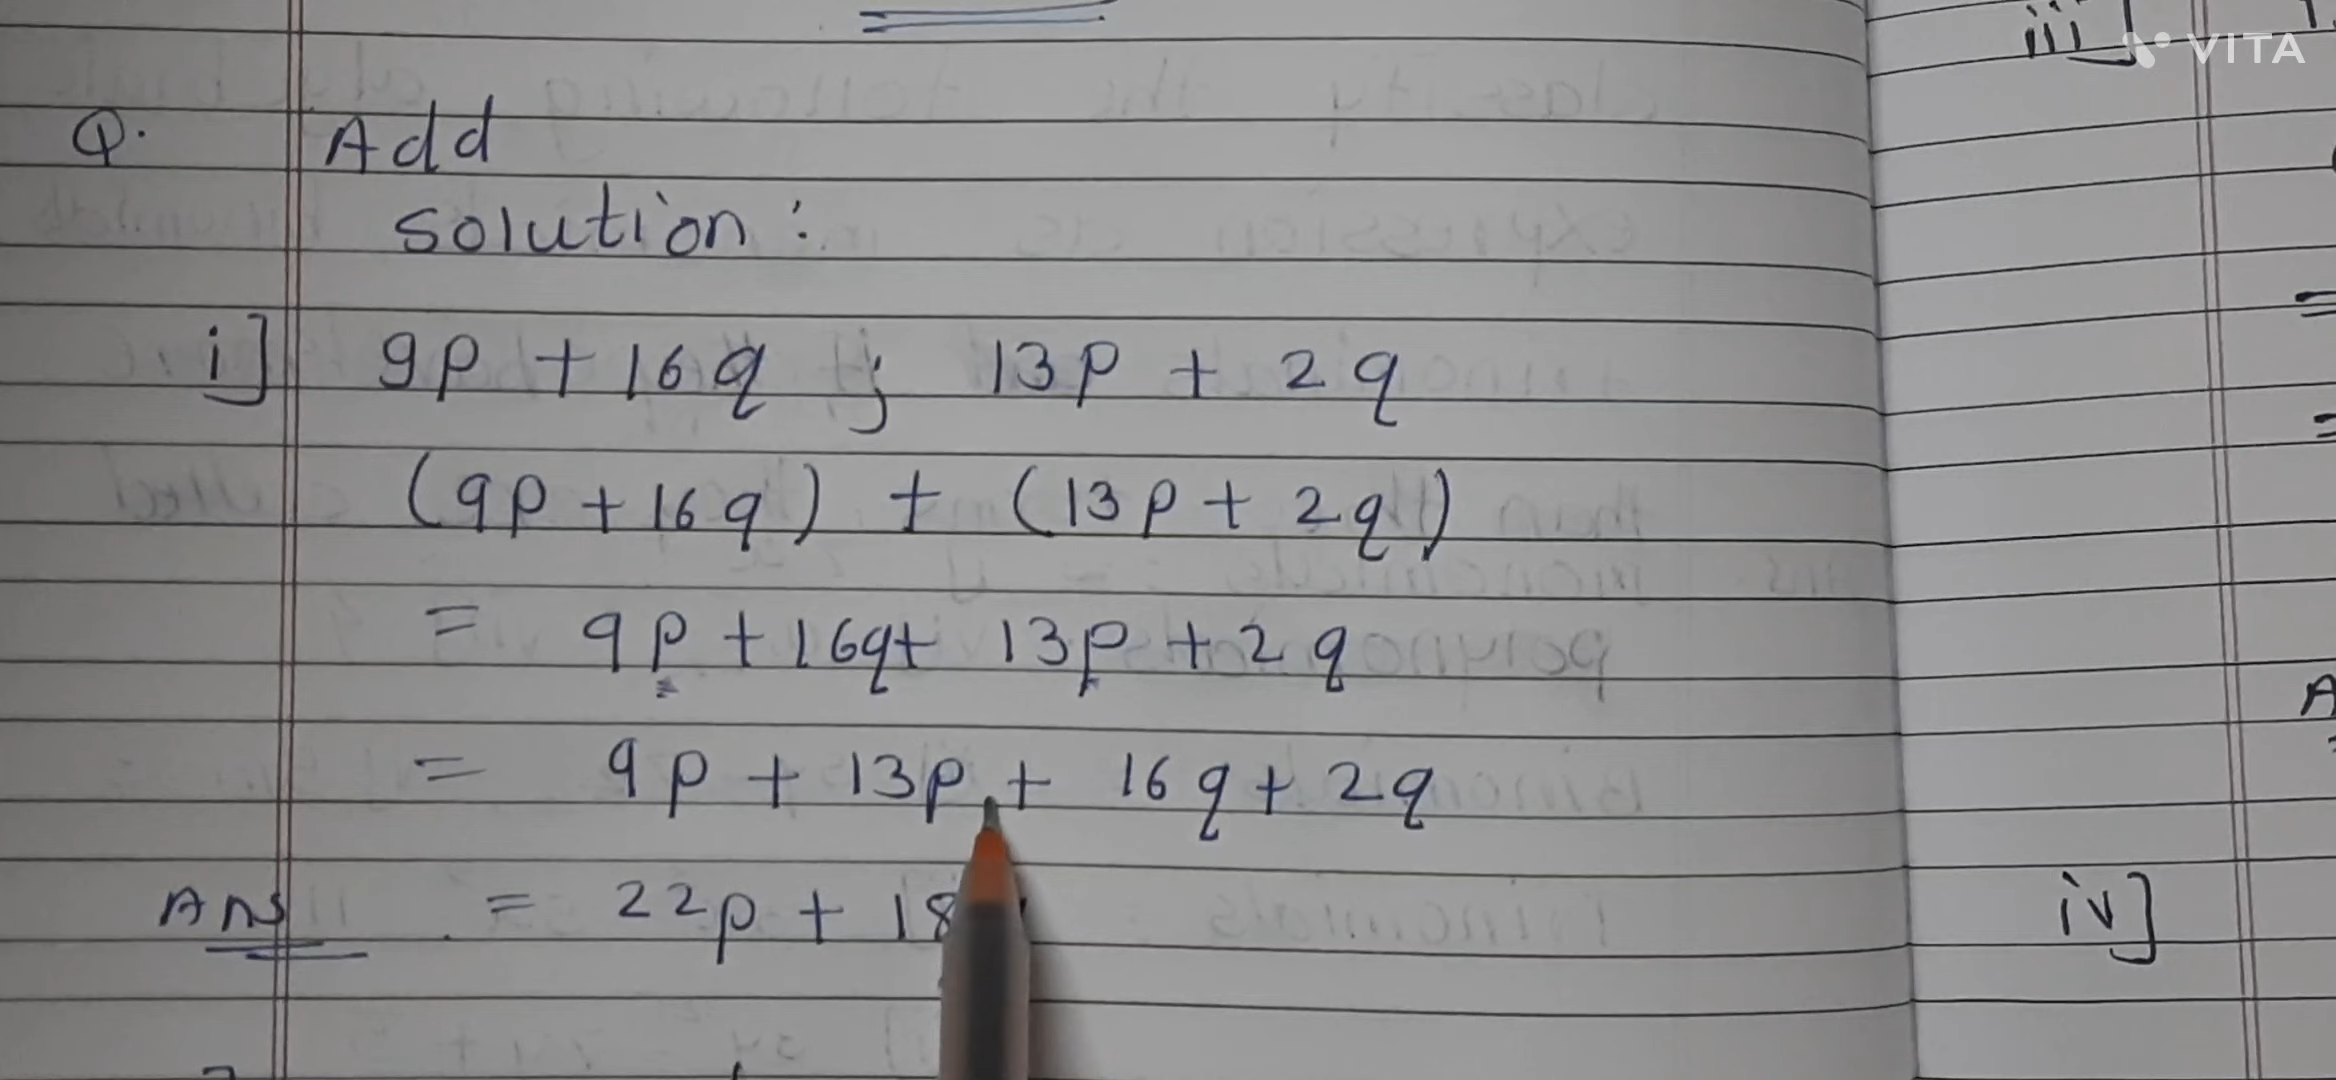 iii]
VITA
Q. Add
solution:
i] 9p + 16q ; 13p + 2q
(9p + 16q) + (13p + 2q)
= 9p + 16q + 13p + 2q
= 9p + 13p + 16q + 2q
Ans = 22p + 18
iv]